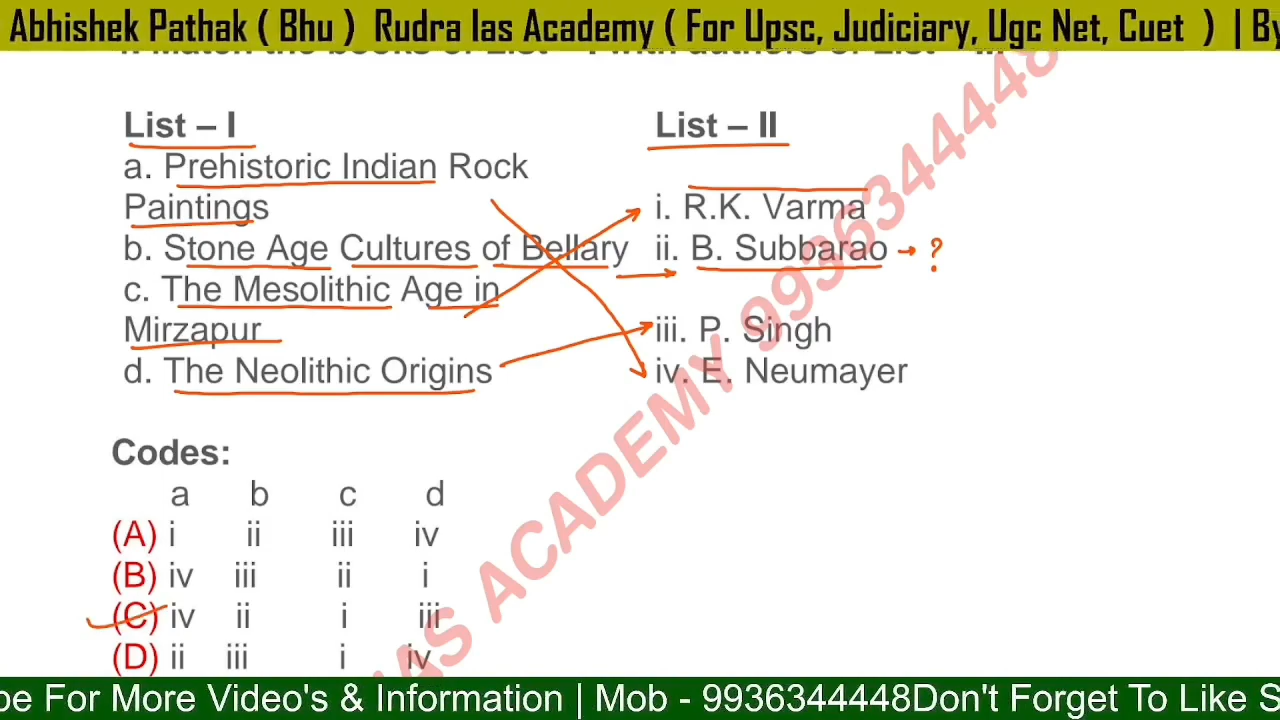 Abhishek Pathak ( Bhu ) Rudra Ias Academy ( For Upsc, Judiciary, Ugc Net, Cuet ) | By
List – I
List – II
a. Prehistoric Indian Rock
Paintings
i. R.K. Varma
b. Stone Age Cultures of Bellary
ii. B. Subbarao → ?
c. The Mesolithic Age in
Mirzapur
iii. P. Singh
d. The Neolithic Origins
iv. E. Neumayer
Codes:
a b c d
(A) i ii iii iv
(B) iv iii ii i
(C) iv ii i iii
(D) ii iii i iv
IAS ACADEMY 9936344448
be For More Video's & Information | Mob - 9936344448Don't Forget To Like S